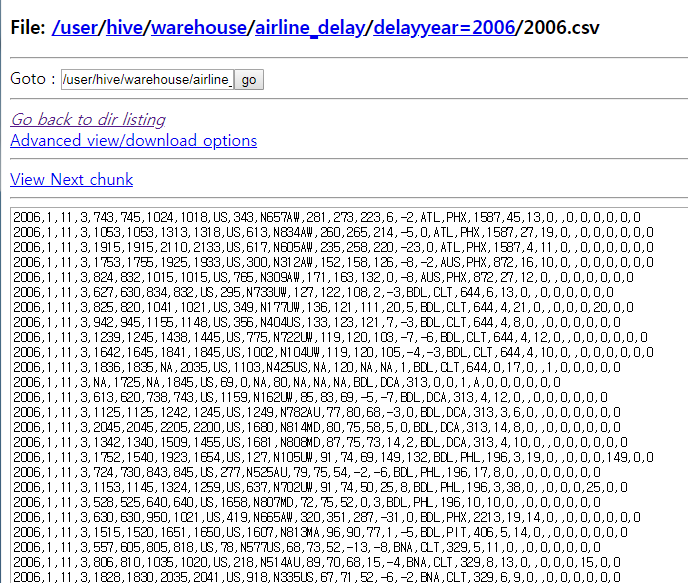 File: /user/hive/warehouse/airline_delay/delayyear=2006/2006.csv
Goto : /user/hive/warehouse/airline_ go
Go back to dir listing
Advanced view/download options
View Next chunk
2006,1,11,3,743,745,1024,1018,US,343,N657AW,281,273,223,6,-2,ATL,PHX,1587,45,13,0,,0,0,0,0,0,0
2006,1,11,3,1053,1053,1313,1318,US,613,N834AW,260,265,214,-5,0,ATL,PHX,1587,27,19,0,,0,0,0,0,0,0
2006,1,11,3,1915,1915,2110,2133,US,617,N605AW,235,258,220,-23,0,ATL,PHX,1587,4,11,0,,0,0,0,0,0,0
2006,1,11,3,1753,1755,1925,1933,US,300,N312AW,152,158,126,-8,-2,AUS,PHX,872,16,10,0,,0,0,0,0,0,0
2006,1,11,3,824,832,1015,1015,US,765,N309AW,171,163,132,0,-8,AUS,PHX,872,27,12,0,,0,0,0,0,0,0
2006,1,11,3,627,630,834,832,US,295,N733UW,127,122,108,2,-3,BDL,CLT,644,6,13,0,,0,0,0,0,0,0
2006,1,11,3,825,820,1041,1021,US,349,N177UW,136,121,111,20,5,BDL,CLT,644,4,21,0,,0,0,0,20,0,0
2006,1,11,3,942,945,1155,1148,US,356,N404US,133,123,121,7,-3,BDL,CLT,644,4,8,0,,0,0,0,0,0,0
2006,1,11,3,1239,1245,1438,1445,US,775,N722UW,119,120,103,-7,-6,BDL,CLT,644,4,12,0,,0,0,0,0,0,0
2006,1,11,3,1642,1645,1841,1845,US,1002,N104UW,119,120,105,-4,-3,BDL,CLT,644,4,10,0,,0,0,0,0,0,0
2006,1,11,3,1836,1835,NA,2035,US,1103,N425US,NA,120,NA,NA,1,BDL,CLT,644,0,17,0,,1,0,0,0,0,0
2006,1,11,3,NA,1725,NA,1845,US,69,0,NA,80,NA,NA,NA,BDL,DCA,313,0,0,1,A,0,0,0,0,0,0
2006,1,11,3,613,620,738,743,US,1159,N162UW,85,83,69,-5,-7,BDL,DCA,313,4,12,0,,0,0,0,0,0,0
2006,1,11,3,1125,1125,1242,1245,US,1249,N782AU,77,80,68,-3,0,BDL,DCA,313,3,6,0,,0,0,0,0,0,0
2006,1,11,3,2045,2045,2205,2200,US,1680,N814MD,80,75,58,5,0,BDL,DCA,313,14,8,0,,0,0,0,0,0,0
2006,1,11,3,1342,1340,1509,1455,US,1681,N808MD,87,75,73,14,2,BDL,DCA,313,4,10,0,,0,0,0,0,0,0
2006,1,11,3,1752,1540,1923,1654,US,127,N105UW,91,74,69,149,132,BDL,PHL,196,3,19,0,,0,0,0,149,0,0
2006,1,11,3,724,730,843,845,US,277,N525AU,79,75,54,-2,-6,BDL,PHL,196,17,8,0,,0,0,0,0,0,0
2006,1,11,3,1153,1145,1324,1259,US,637,N702UW,91,74,50,25,8,BDL,PHL,196,3,38,0,,0,0,0,25,0,0
2006,1,11,3,528,525,640,640,US,1658,N807MD,72,75,52,0,3,BDL,PHL,196,10,10,0,,0,0,0,0,0,0
2006,1,11,3,630,630,950,1021,US,419,N665AW,320,351,287,-31,0,BDL,PHX,2213,19,14,0,,0,0,0,0,0,0
2006,1,11,3,1515,1520,1651,1650,US,1607,N813MA,96,90,77,1,-5,BDL,PIT,406,5,14,0,,0,0,0,0,0,0
2006,1,11,3,557,605,805,818,US,78,N577US,68,73,52,-13,-8,BNA,CLT,329,5,11,0,,0,0,0,0,0,0
2006,1,11,3,806,810,1035,1020,US,218,N514AU,89,70,68,15,-4,BNA,CLT,329,8,13,0,,0,0,0,15,0,0
2006,1,11,3,1828,1830,2035,2041,US,918,N335US,67,71,52,-6,-2,BNA,CLT,329,6,9,0,,0,0,0,0,0,0